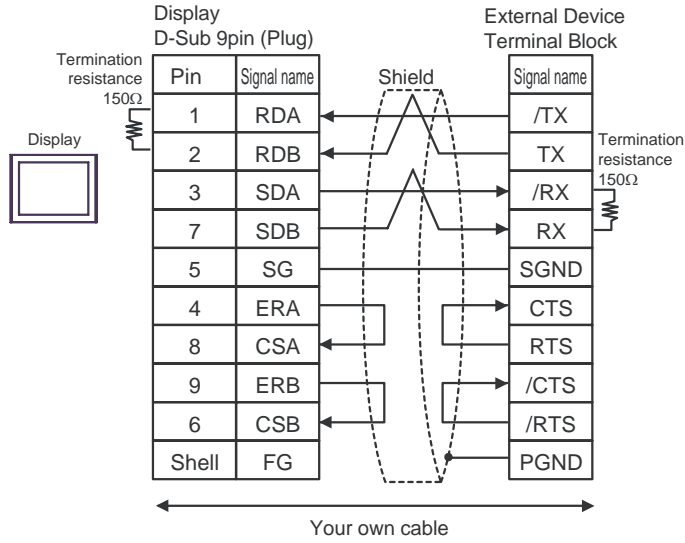 Display
D-Sub 9pin (Plug)
External Device
Terminal Block
Termination
resistance
150Ω
Display
Pin Signal name
Shield
Signal name
1 RDA /TX
2 RDB TX
3 SDA /RX
7 SDB RX
5 SG SGND
4 ERA CTS
8 CSA RTS
9 ERB /CTS
6 CSB /RTS
Shell FG PGND
Termination
resistance
150Ω
Your own cable